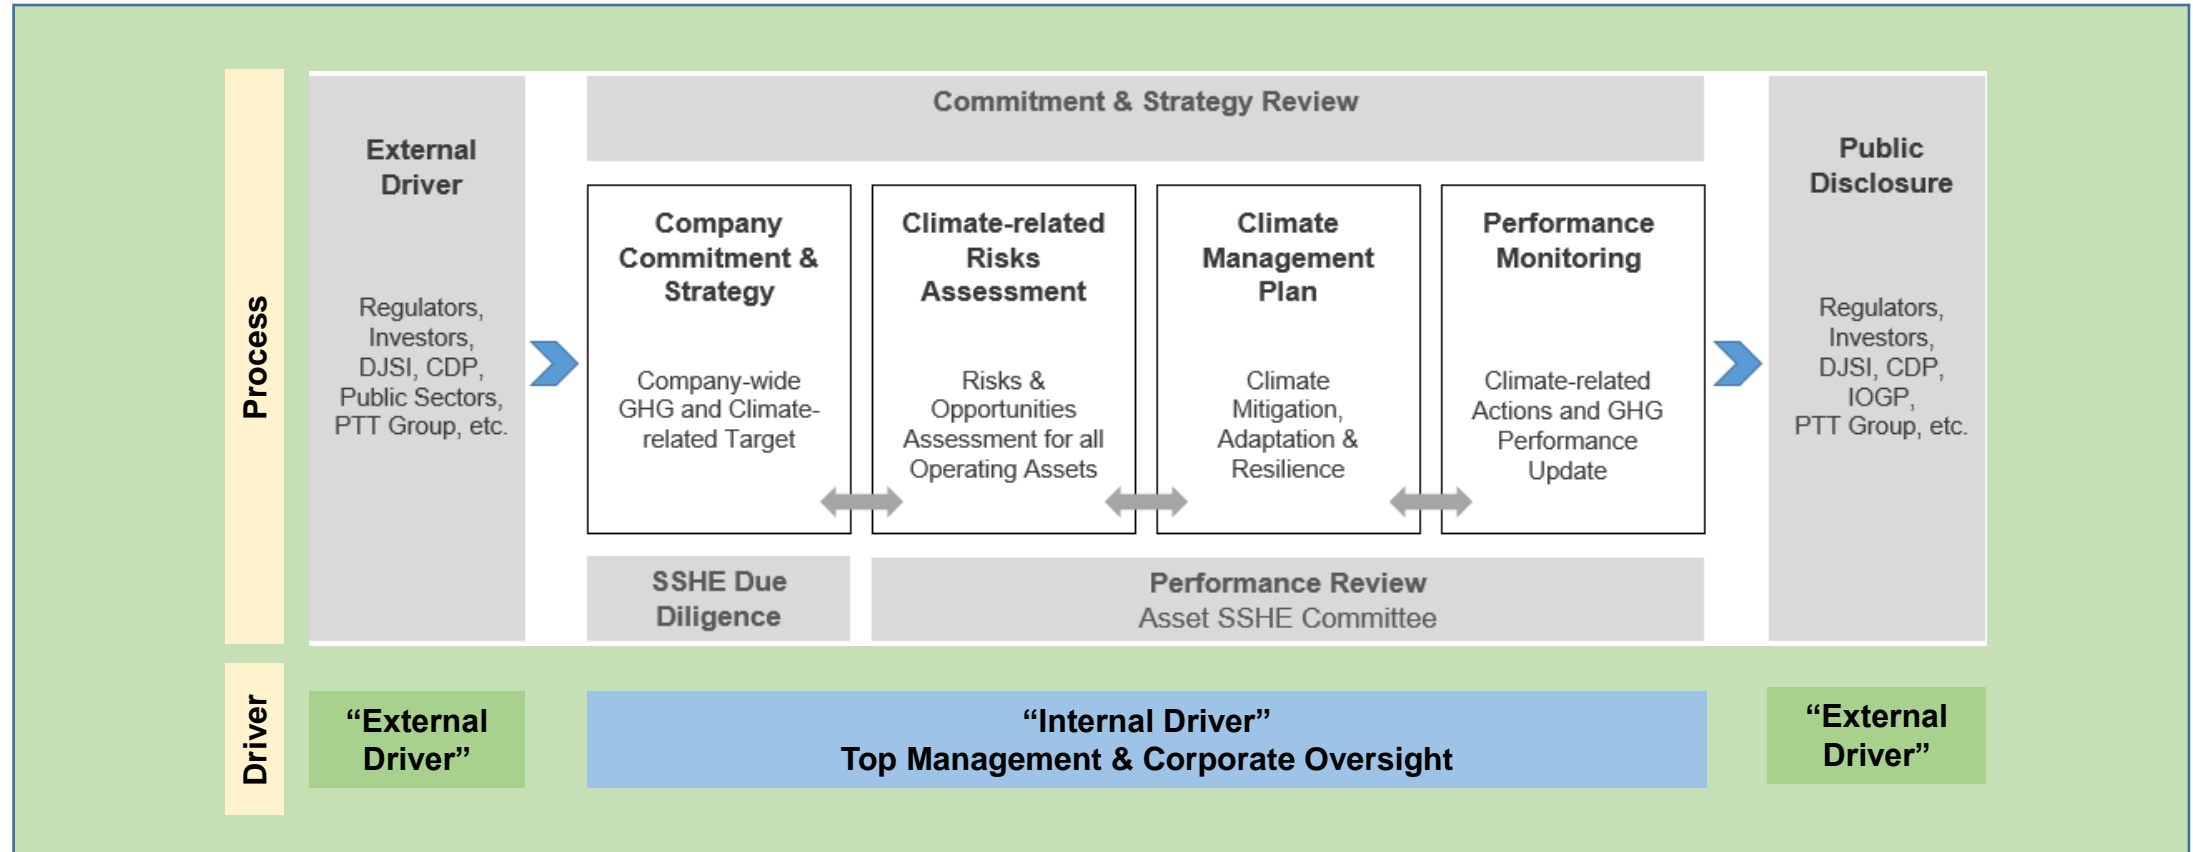 Process
External
Driver
Regulators,
Investors,
DJSI, CDP,
Public Sectors,
PTT Group, etc.
Commitment & Strategy Review
Company
Commitment &
Strategy
Company-wide
GHG and Climate-
related Target
Climate-related
Risks
Assessment
Risks &
Opportunities
Assessment for all
Operating Assets
Climate
Management
Plan
Climate
Mitigation,
Adaptation &
Resilience
Performance
Monitoring
Climate-related
Actions and GHG
Performance
Update
SSHE Due
Diligence
Performance Review
Asset SSHE Committee
Public
Disclosure
Regulators,
Investors,
DJSI, CDP,
IOGP,
PTT Group, etc.
Driver
“External
Driver”
“Internal Driver”
Top Management & Corporate Oversight
“External
Driver”